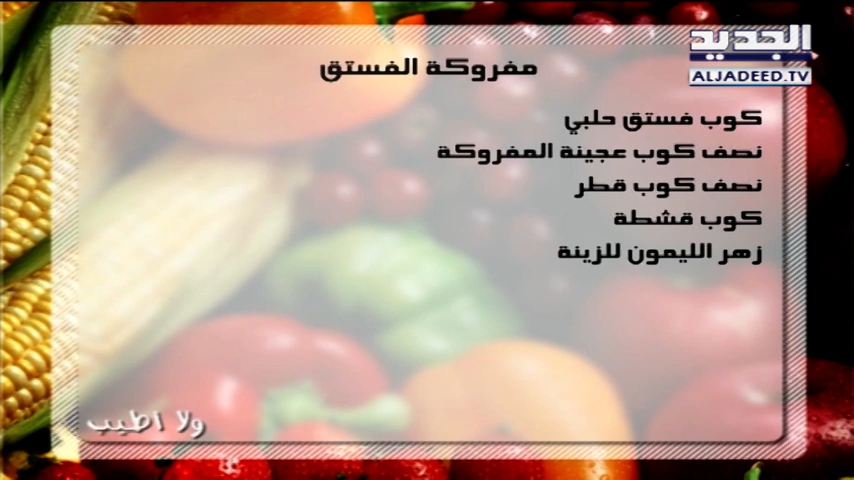 الجديد
ALJADEED.TV
مفروكة الفستق
كوب فستق حلبي
نصف كوب عجينة المفروكة
نصف كوب قطر
كوب قشطة
زهر الليمون للزينة
ولا اطيب